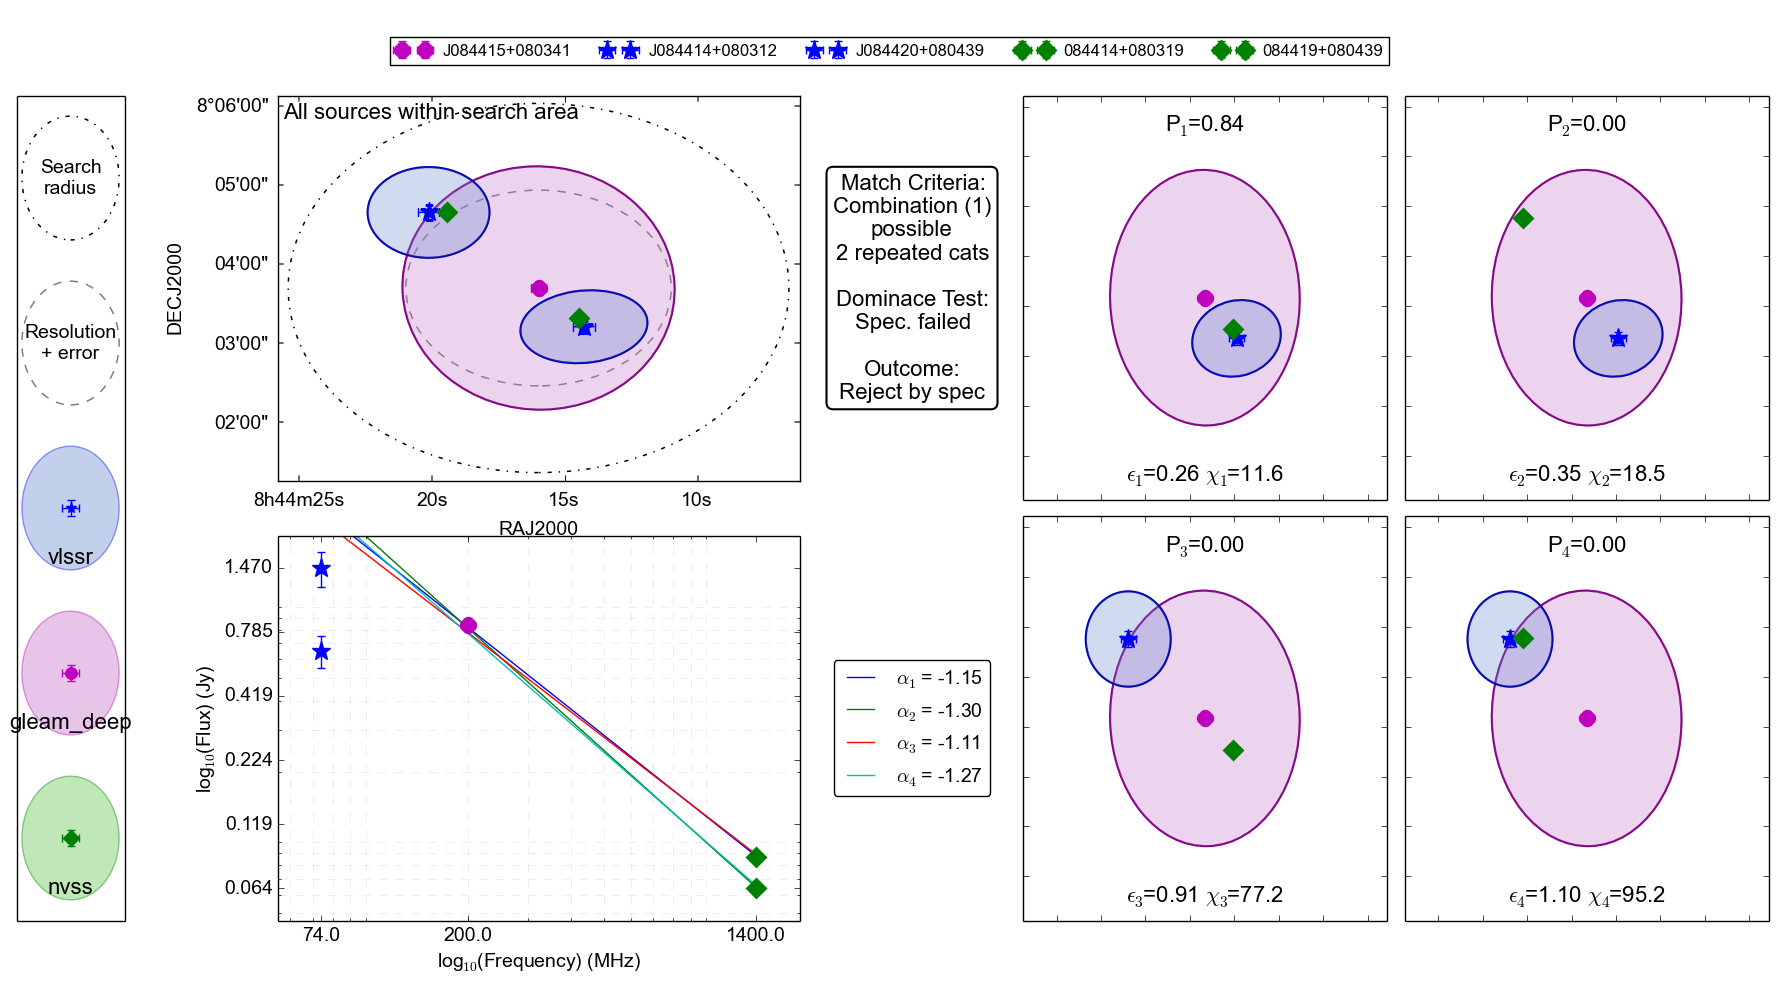 J084415+080341 J084414+080312 J084420+080439 084414+080319 084419+080439
Search
radius
Resolution
+ error
vlssr
gleam_deep
nvss
All sources within search area
DECJ2000
8°06'00"
05'00"
04'00"
03'00"
02'00"
8h44m25s 20s 15s 10s
RAJ2000
Match Criteria:
Combination (1)
possible
2 repeated cats
Dominace Test:
Spec. failed
Outcome:
Reject by spec
P₁=0.84
ϵ₁=0.26 χ₁=11.6
P₂=0.00
ϵ₂=0.35 χ₂=18.5
log₁₀(Flux) (Jy)
1.470
0.785
0.419
0.224
0.119
0.064
74.0 200.0 1400.0
log₁₀(Frequency) (MHz)
α₁ = -1.15
α₂ = -1.30
α₃ = -1.11
α₄ = -1.27
P₃=0.00
ϵ₃=0.91 χ₃=77.2
P₄=0.00
ϵ₄=1.10 χ₄=95.2